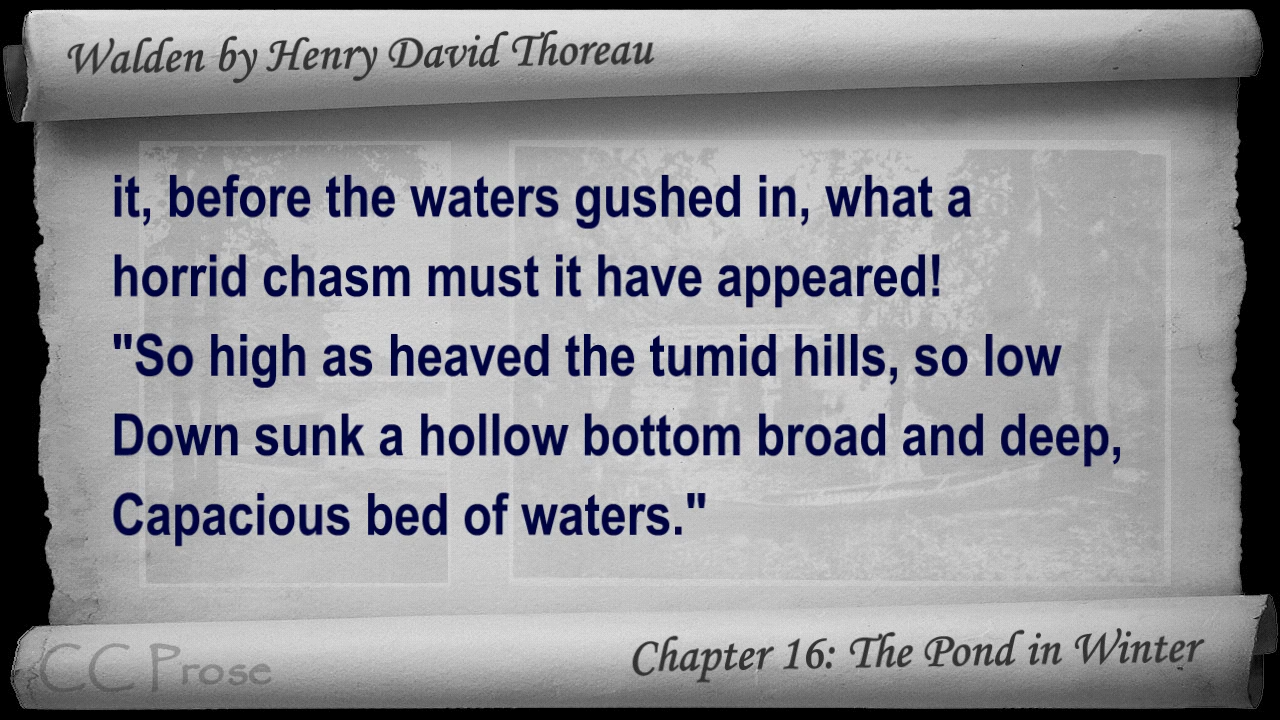 Walden by Henry David Thoreau
it, before the waters gushed in, what a
horrid chasm must it have appeared!
"So high as heaved the tumid hills, so low
Down sunk a hollow bottom broad and deep,
Capacious bed of waters."
CC Prose
Chapter 16: The Pond in Winter